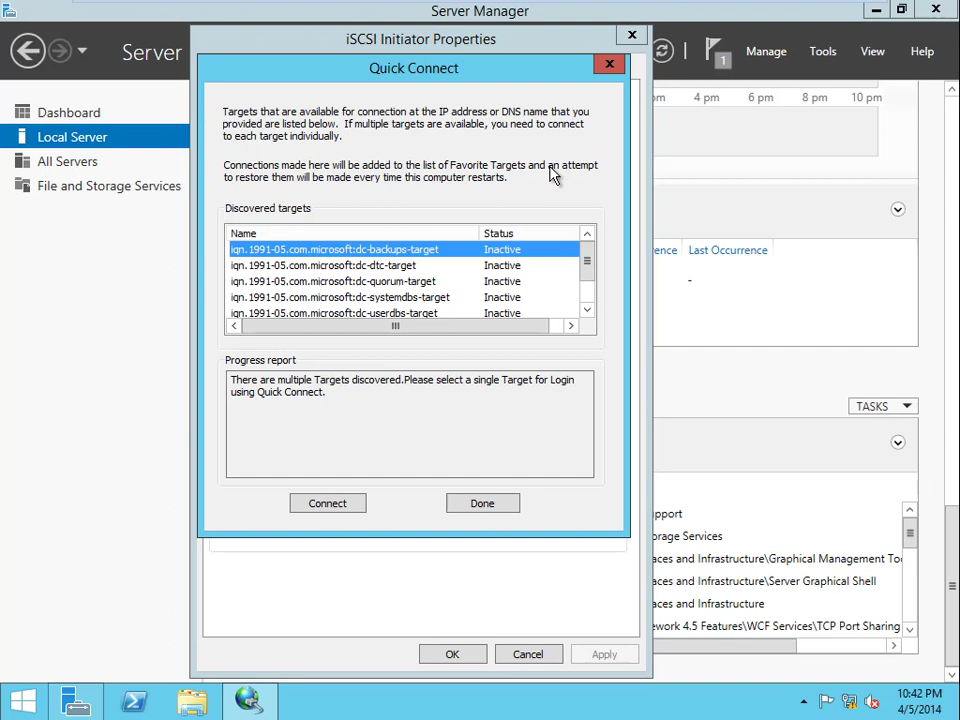 Server Manager
Server
1
Manage
Tools
View
Help
iSCSI Initiator Properties
Quick Connect
Targets that are available for connection at the IP address or DNS name that you
provided are listed below. If multiple targets are available, you need to connect
to each target individually.
Connections made here will be added to the list of Favorite Targets and an attempt
to restore them will be made every time this computer restarts.
Discovered targets
Name
Status
iqn.1991-05.com.microsoft:dc-backups-target
Inactive
iqn.1991-05.com.microsoft:dc-dtc-target
Inactive
iqn.1991-05.com.microsoft:dc-quorum-target
Inactive
iqn.1991-05.com.microsoft:dc-systemdbs-target
Inactive
iqn.1991-05.com.microsoft:dc-userdbs-target
Inactive
Progress report
There are multiple Targets discovered.Please select a single Target for Login
using Quick Connect.
Connect
Done
OK
Cancel
Apply
Dashboard
Local Server
All Servers
File and Storage Services
pm
4 pm
6 pm
8 pm
10 pm
ence
Last Occurrence
-
TASKS
upport
orage Services
aces and Infrastructure\Graphical Management Too
aces and Infrastructure\Server Graphical Shell
aces and Infrastructure
ework 4.5 Features\WCF Services\TCP Port Sharing
10:42 PM
4/5/2014